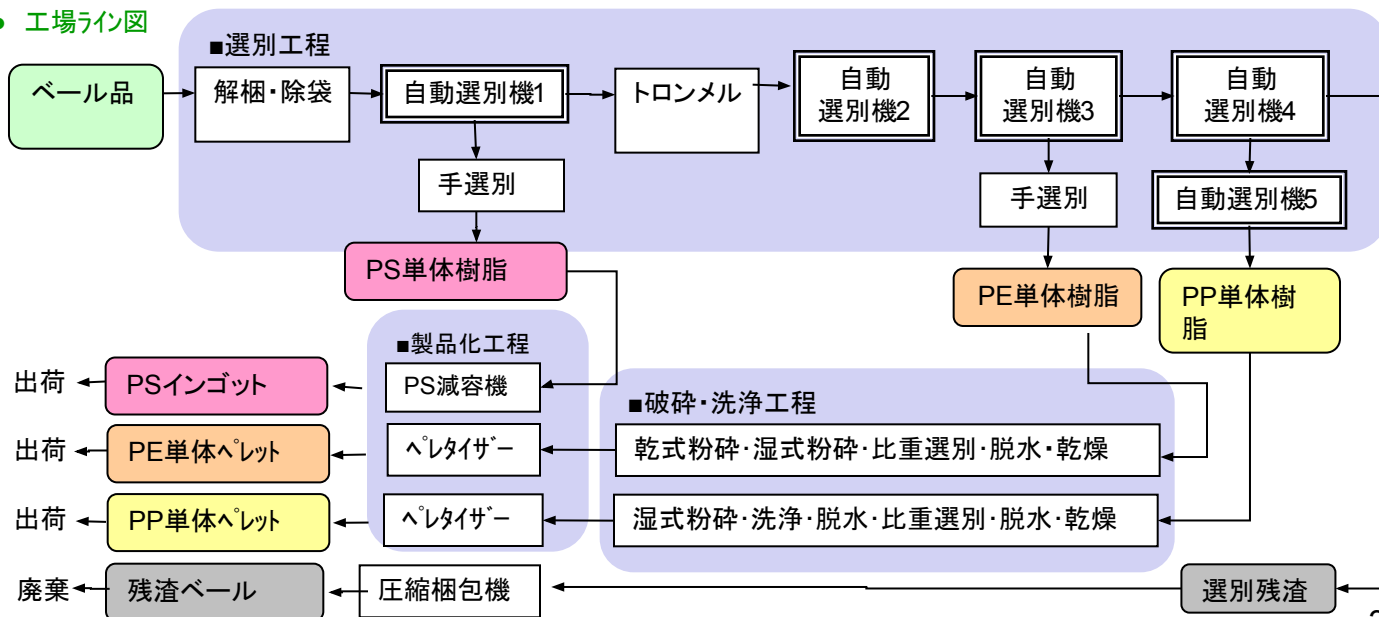 • 工場ライン図
■選別工程
ベール品
解梱・除袋
自動選別機1
トロンメル
自動
選別機2
自動
選別機3
自動
選別機4
手選別
手選別
自動選別機5
PS単体樹脂
PE単体樹脂
PP単体樹
脂
■製品化工程
出荷
PSインゴット
PS減容機
■破砕・洗浄工程
出荷
PE単体ペレット
ペレタイザー
乾式粉砕・湿式粉砕・比重選別・脱水・乾燥
出荷
PP単体ペレット
ペレタイザー
湿式粉砕・洗浄・脱水・比重選別・脱水・乾燥
廃棄
残渣ベール
圧縮梱包機
選別残渣